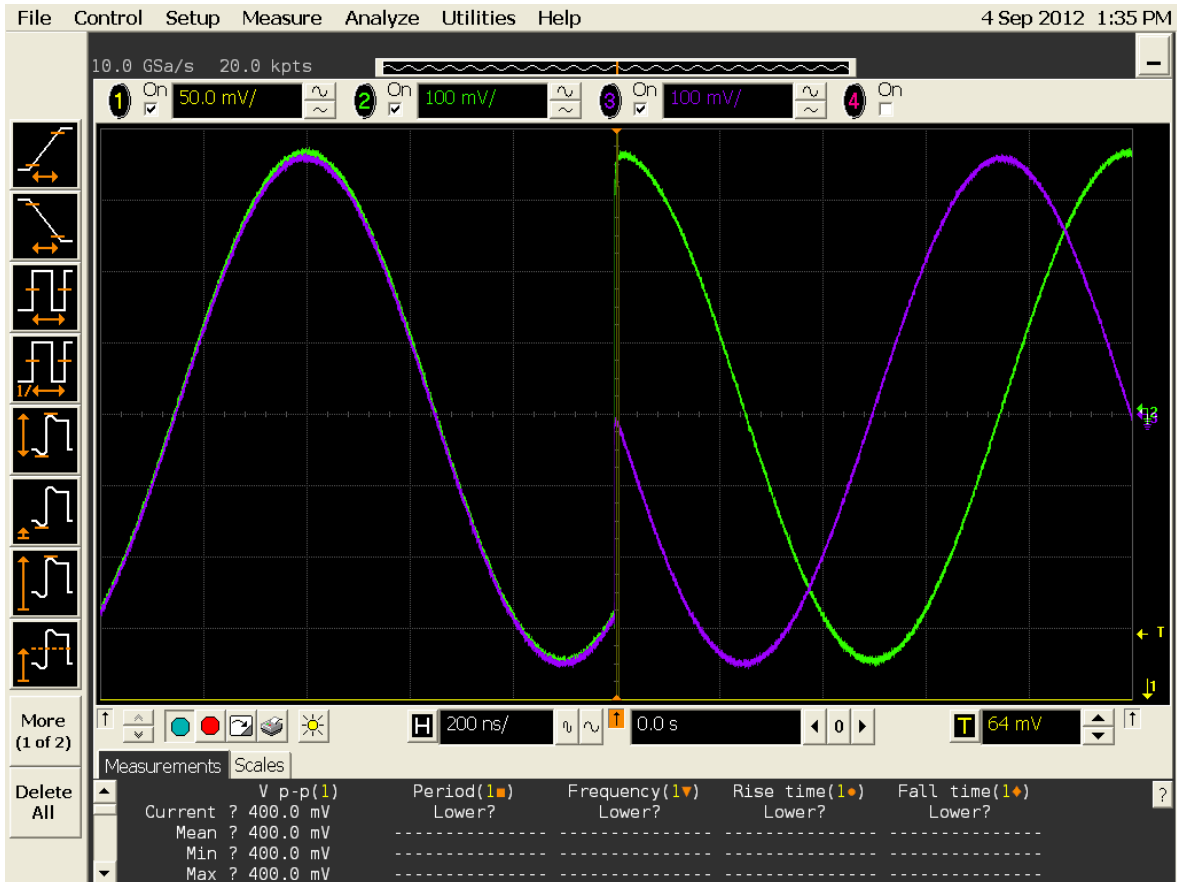 File Control Setup Measure Analyze Utilities Help 4 Sep 2012 1:35 PM
10.0 GSa/s 20.0 kpts
1 On 50.0 mV/ 2 On 100 mV/ 3 On 100 mV/ 4 On
1/
2
T
1
More
(1 of 2)
Delete
All
H 200 ns/ 0.0 s 0 T 64 mV
Measurements Scales
V p-p(1) Period(1■) Frequency(1▼) Rise time(1●) Fall time(1♦) ?
Current ? 400.0 mV Lower? Lower? Lower? Lower?
Mean ? 400.0 mV --------------- --------------- --------------- ---------------
Min ? 400.0 mV --------------- --------------- --------------- ---------------
Max ? 400.0 mV --------------- --------------- --------------- ---------------